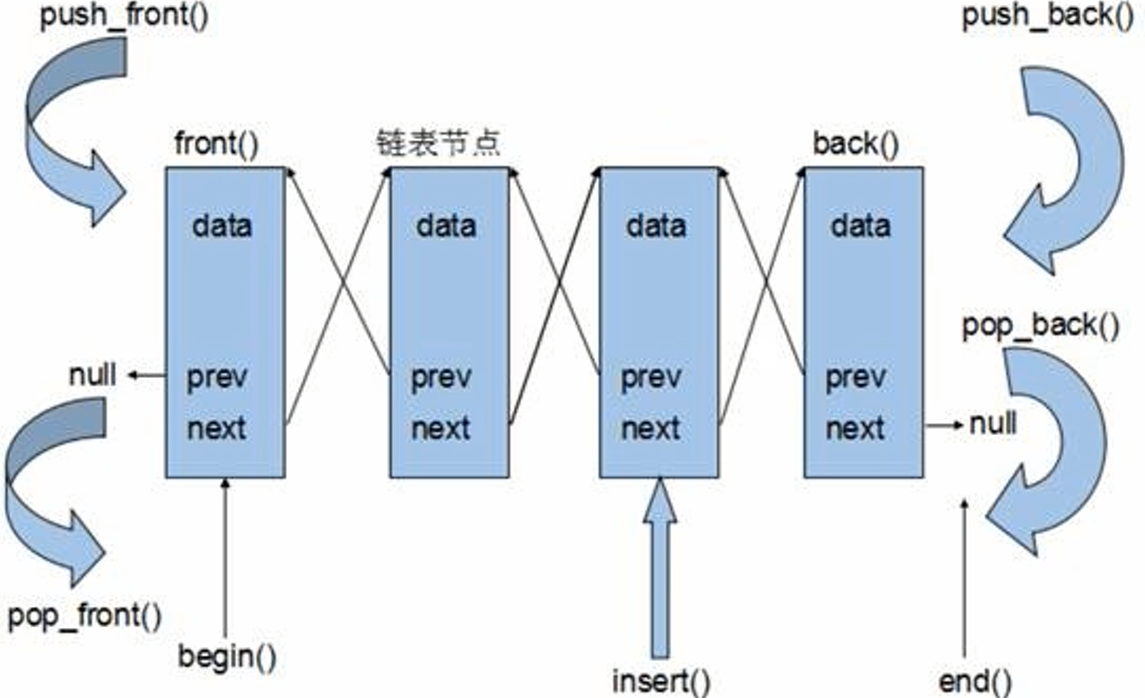 push_front()
push_back()
front()
链表节点
back()
data
data
data
data
pop_back()
null
prev
prev
prev
prev
next
next
next
next
null
pop_front()
begin()
insert()
end()